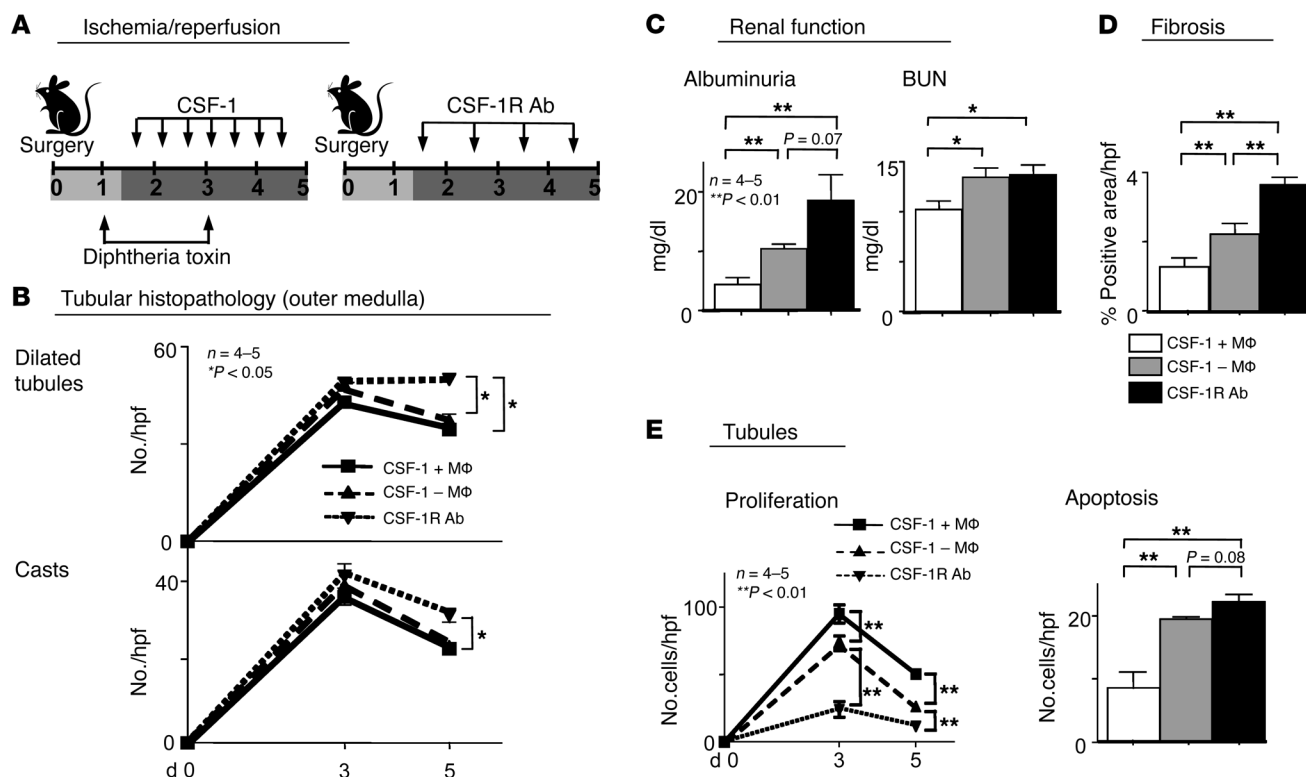 A Ischemia/reperfusion
Surgery
CSF-1
0 1 2 3 4 5
Diphtheria toxin
Surgery
CSF-1R Ab
0 1 2 3 4 5
B Tubular histopathology (outer medulla)
Dilated
tubules
n = 4–5
*P < 0.05
60
No./hpf
0
*
*
CSF-1 + MΦ
CSF-1 – MΦ
CSF-1R Ab
Casts
40
No./hpf
0
*
d 0 3 5
C Renal function
Albuminuria
**
** P = 0.07
n = 4–5
**P < 0.01
20
mg/dl
0
BUN
*
*
15
mg/dl
0
D Fibrosis
**
** **
4
% Positive area/hpf
0
CSF-1 + MΦ
CSF-1 – MΦ
CSF-1R Ab
E Tubules
Proliferation
CSF-1 + MΦ
CSF-1 – MΦ
CSF-1R Ab
n = 4–5
**P < 0.01
100
No.cells/hpf
0
**
**
**
**
d 0 3 5
Apoptosis
**
** P = 0.08
20
No.cells/hpf
0